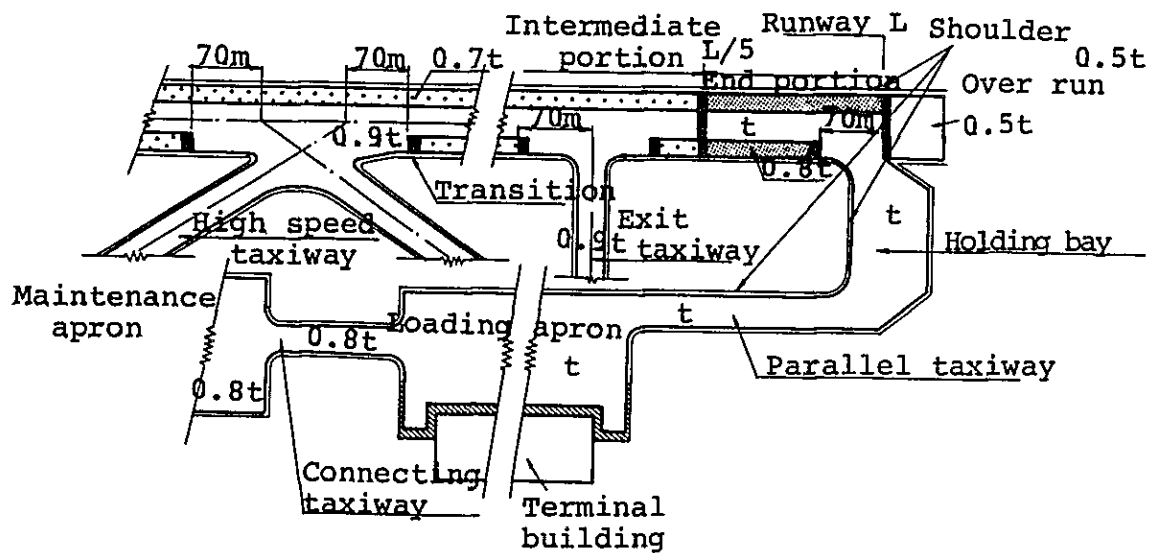 Intermediate
portion
Runway L
Shoulder
0.5t
70m
70m
0.7t
L/5
End portion
Over run
70m
t
70m
0.5t
0.9t
0.8t
Transition
High speed
taxiway
Exit
taxiway
0.9t
t
Holding bay
Maintenance
apron
Loading apron
0.8t
t
t
Parallel taxiway
0.8t
Connecting
taxiway
Terminal
building